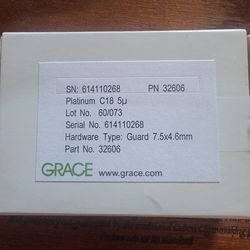 SN: 614110268 PN 32606
Platinum C18 5µ
Lot No. 60/073
Serial No. 614110268
Hardware Type: Guard 7.5x4.6mm
Part No. 32606
GRACE www.grace.com